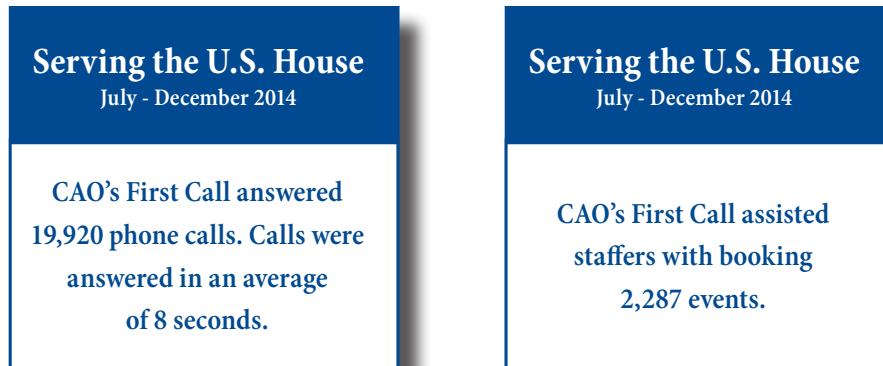 Serving the U.S. House
July - December 2014
CAO’s First Call answered
19,920 phone calls. Calls were
answered in an average
of 8 seconds.
Serving the U.S. House
July - December 2014
CAO’s First Call assisted
staffers with booking
2,287 events.